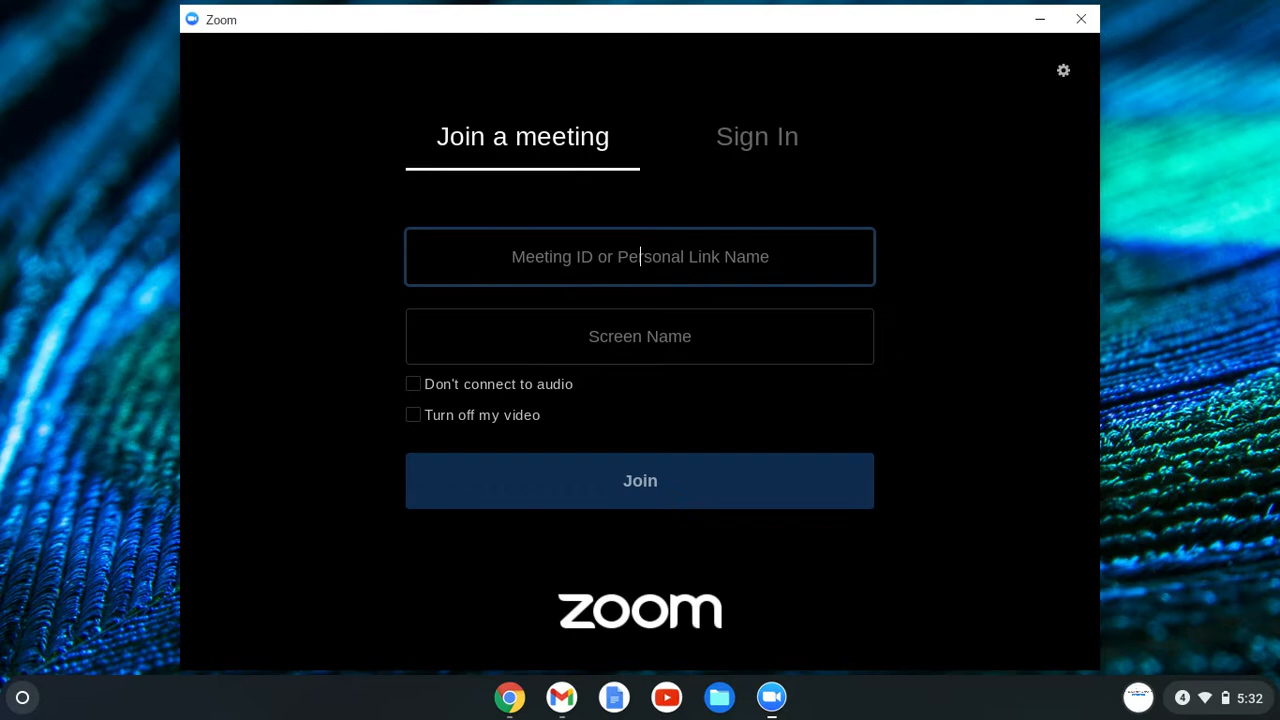 Zoom
Join a meeting
Sign In
Meeting ID or Personal Link Name
Screen Name
Don't connect to audio
Turn off my video
Join
zoom
4
5:32